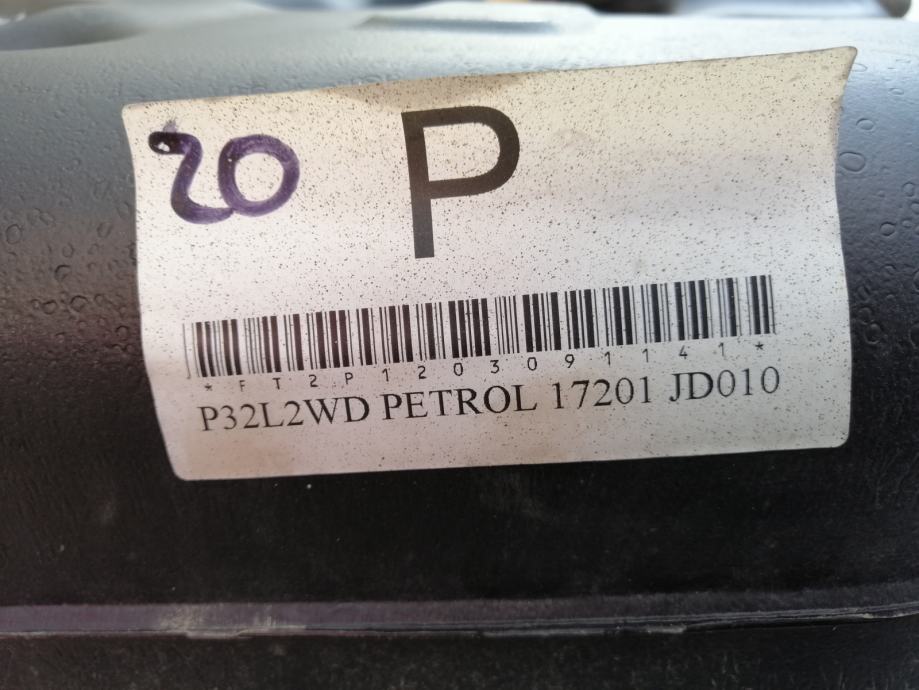 20
P
*FT2P1203091141*
P32L2WD PETROL 17201 JD010